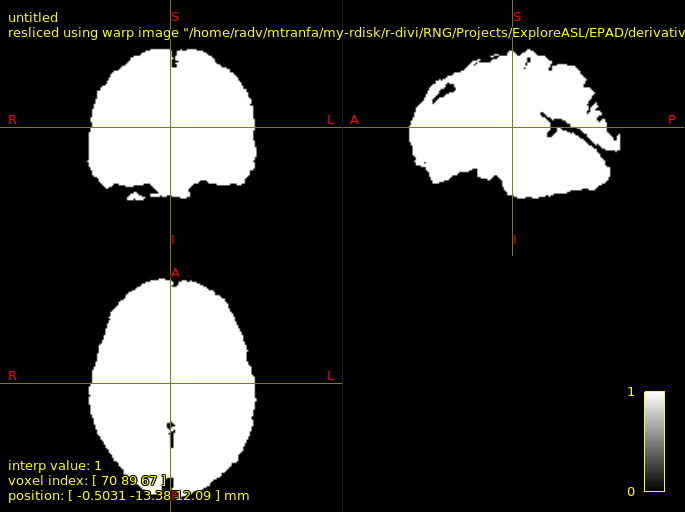 untitled
resliced using warp image "/home/radv/mtranfa/my-rdisk/r-divi/RNG/Projects/ExploreASL/EPAD/derivativ
S
S
R
L
A
P
I
I
A
R
L
1
interp value: 1
voxel index: [ 70 89 67 ]
0
position: [ -0.5031 -13.38 12.09 ] mm